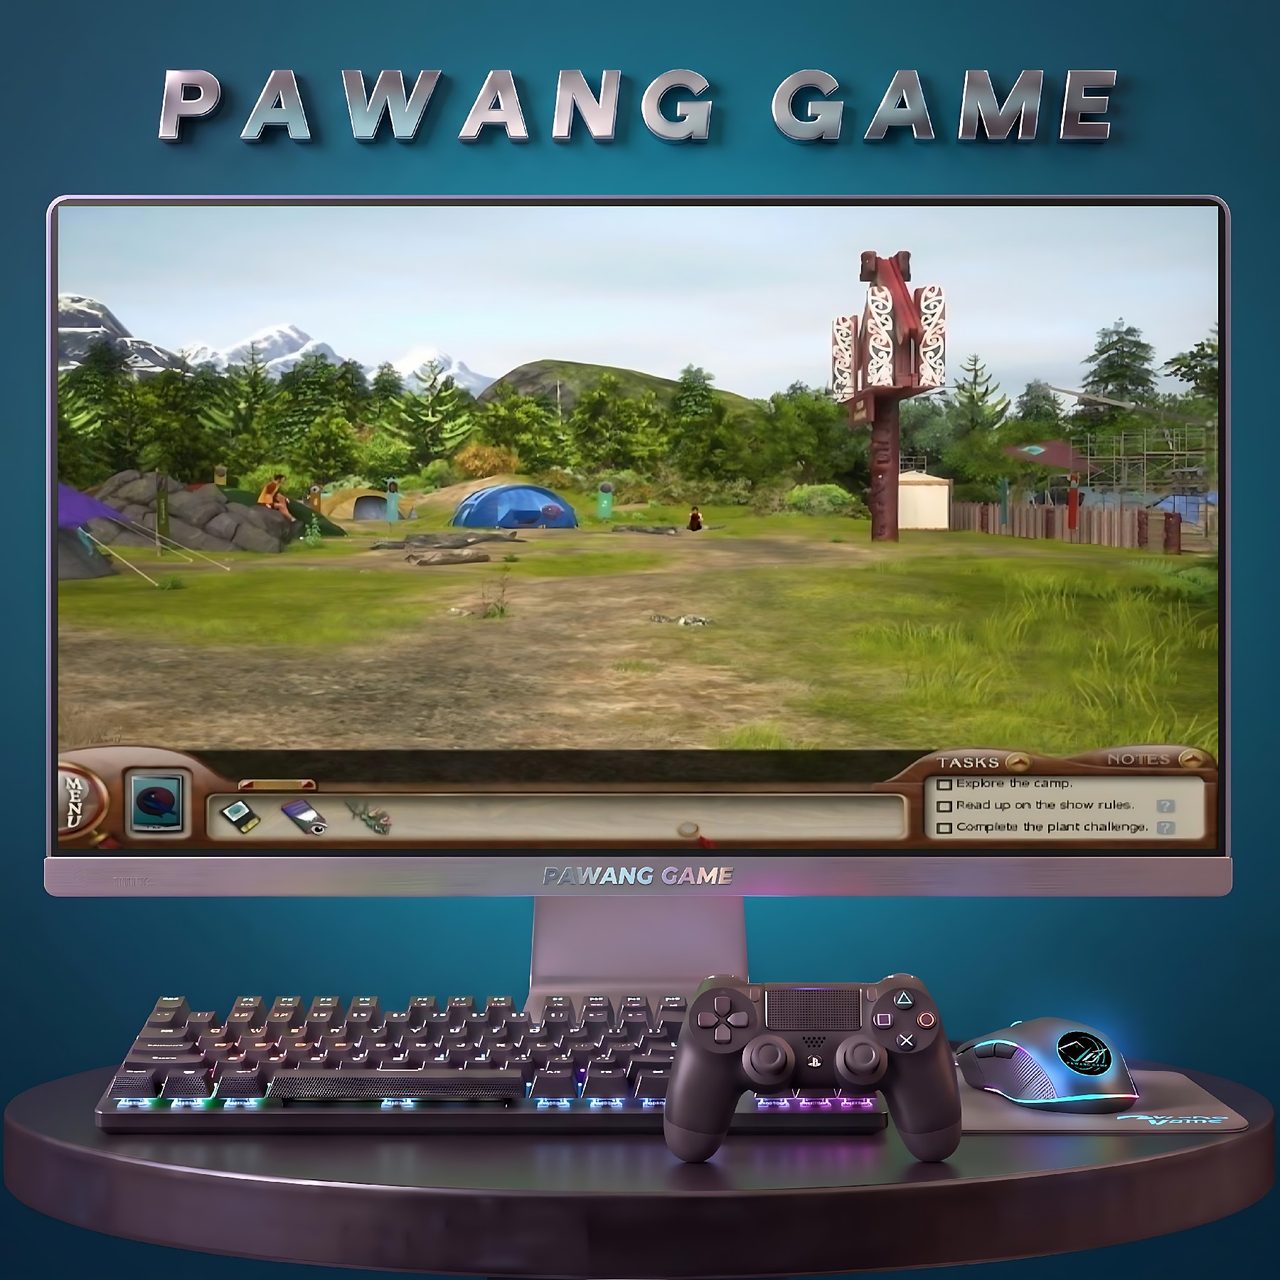 PAWANG GAME
TASKS
NOTES
MENU
Explore the camp.
Read up on the show rules. ?
Complete the plant challenge. ?
PAWANG GAME